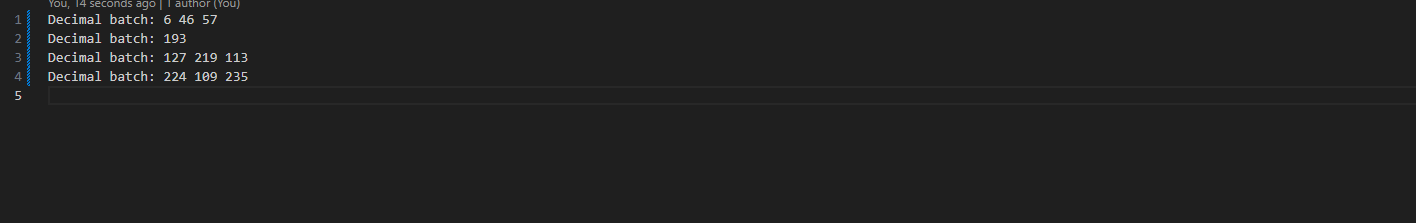 You, 14 seconds ago | 1 author (You)
1 Decimal batch: 6 46 57
2 Decimal batch: 193
3 Decimal batch: 127 219 113
4 Decimal batch: 224 109 235
5